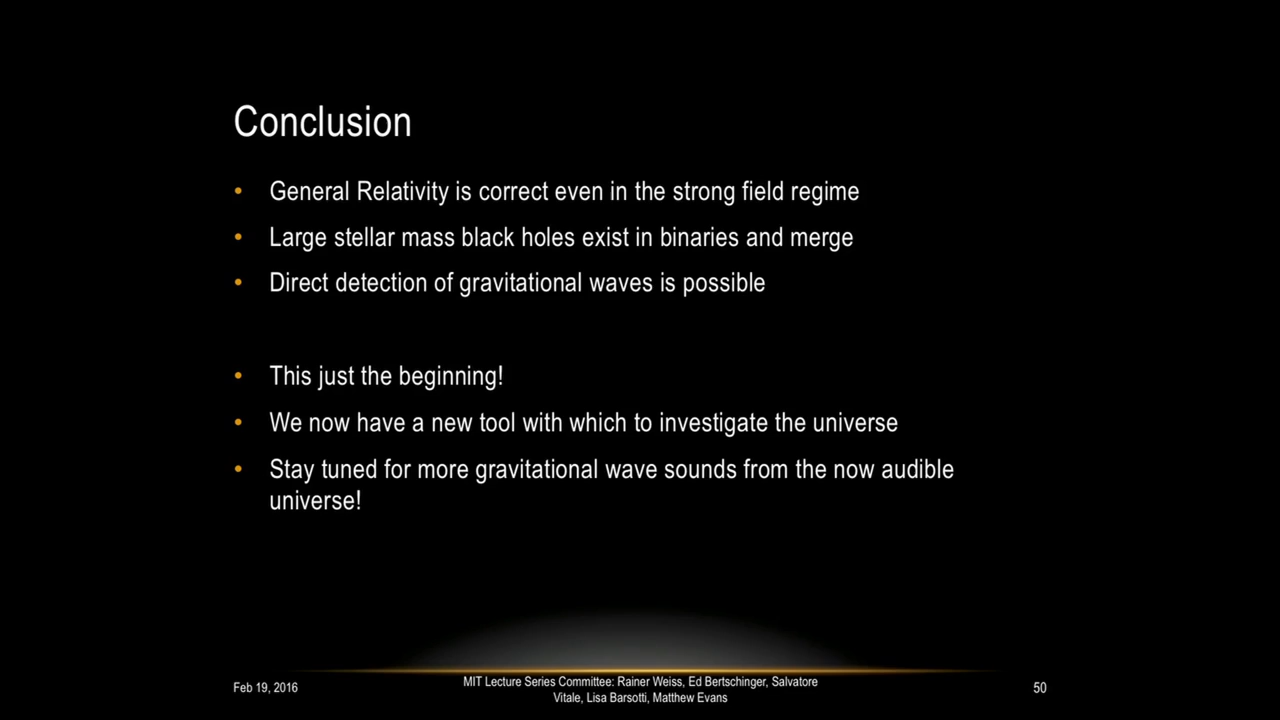 Conclusion
• General Relativity is correct even in the strong field regime
• Large stellar mass black holes exist in binaries and merge
• Direct detection of gravitational waves is possible
• This just the beginning!
• We now have a new tool with which to investigate the universe
• Stay tuned for more gravitational wave sounds from the now audible
universe!
Feb 19, 2016
MIT Lecture Series Committee: Rainer Weiss, Ed Bertschinger, Salvatore
Vitale, Lisa Barsotti, Matthew Evans
50